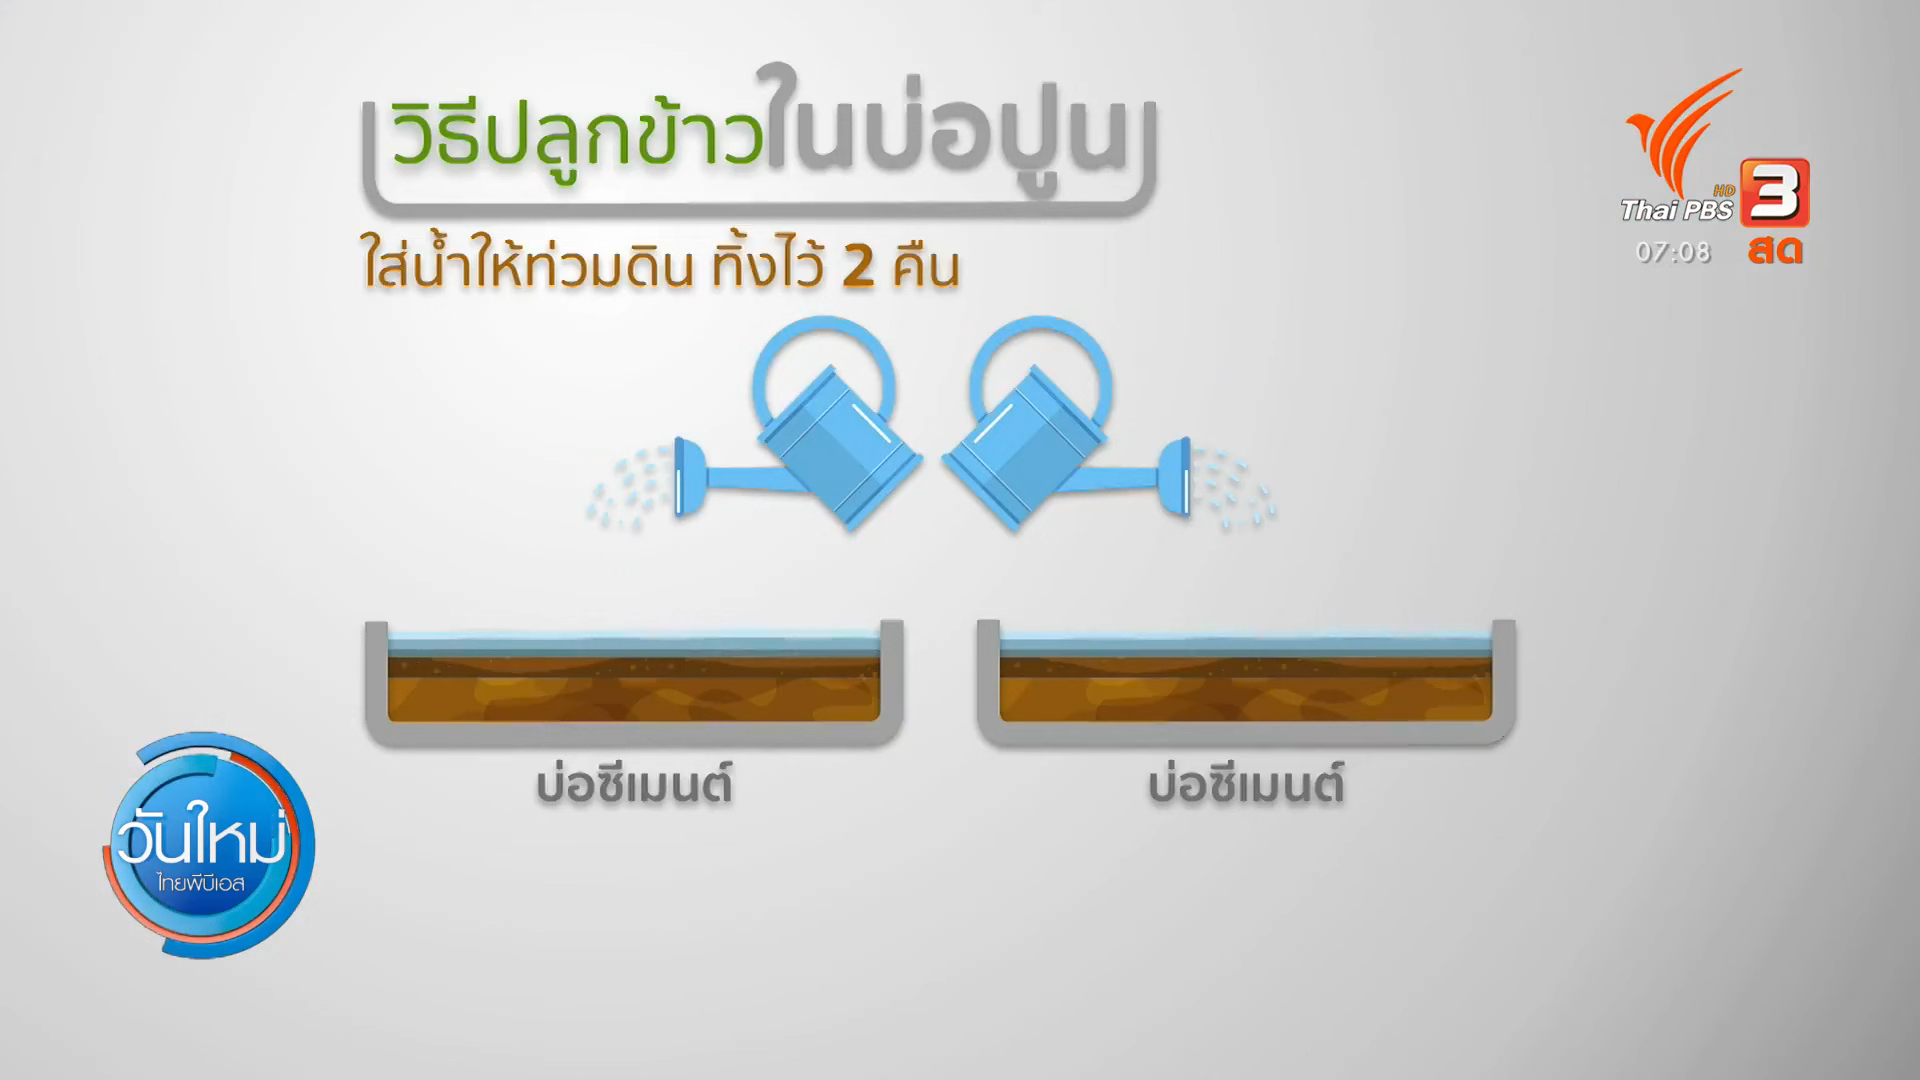 วิธีปลูกข้าวในบ่อปูน
ใส่น้ำให้ท่วมดิน ทิ้งไว้ 2 คืน
HD
Thai PBS 3
07:08 สด
บ่อซีเมนต์ บ่อซีเมนต์
วันใหม่
ไทยพีบีเอส